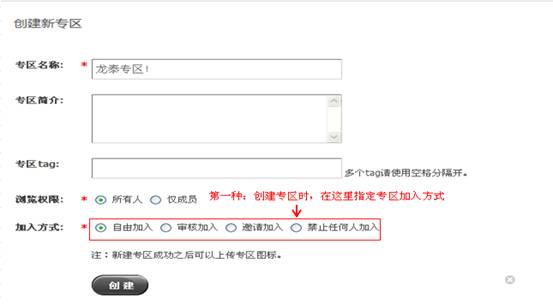 创建新专区
专区名称: * 龙泰专区!
专区简介:
专区tag: 多个tag请使用空格分隔开。
浏览权限: * 所有人 仅成员 第一种: 创建专区时, 在这里指定专区加入方式
加入方式: * 自由加入 审核加入 邀请加入 禁止任何人加入
注：新建专区成功之后可以上传专区图标。
创 建